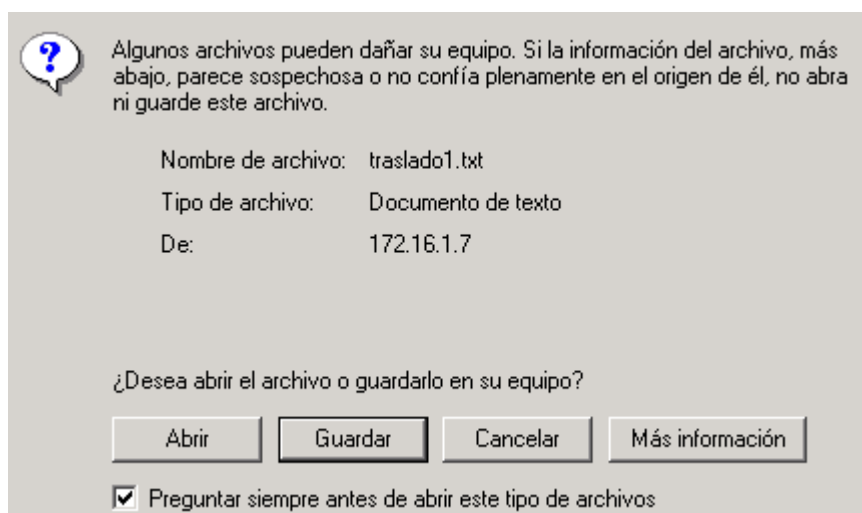 Algunos archivos pueden dañar su equipo. Si la información del archivo, más
abajo, parece sospechosa o no confía plenamente en el origen de él, no abra
ni guarde este archivo.
Nombre de archivo: traslado1.txt
Tipo de archivo: Documento de texto
De: 172.16.1.7
¿Desea abrir el archivo o guardarlo en su equipo?
Abrir Guardar Cancelar Más información
Preguntar siempre antes de abrir este tipo de archivos